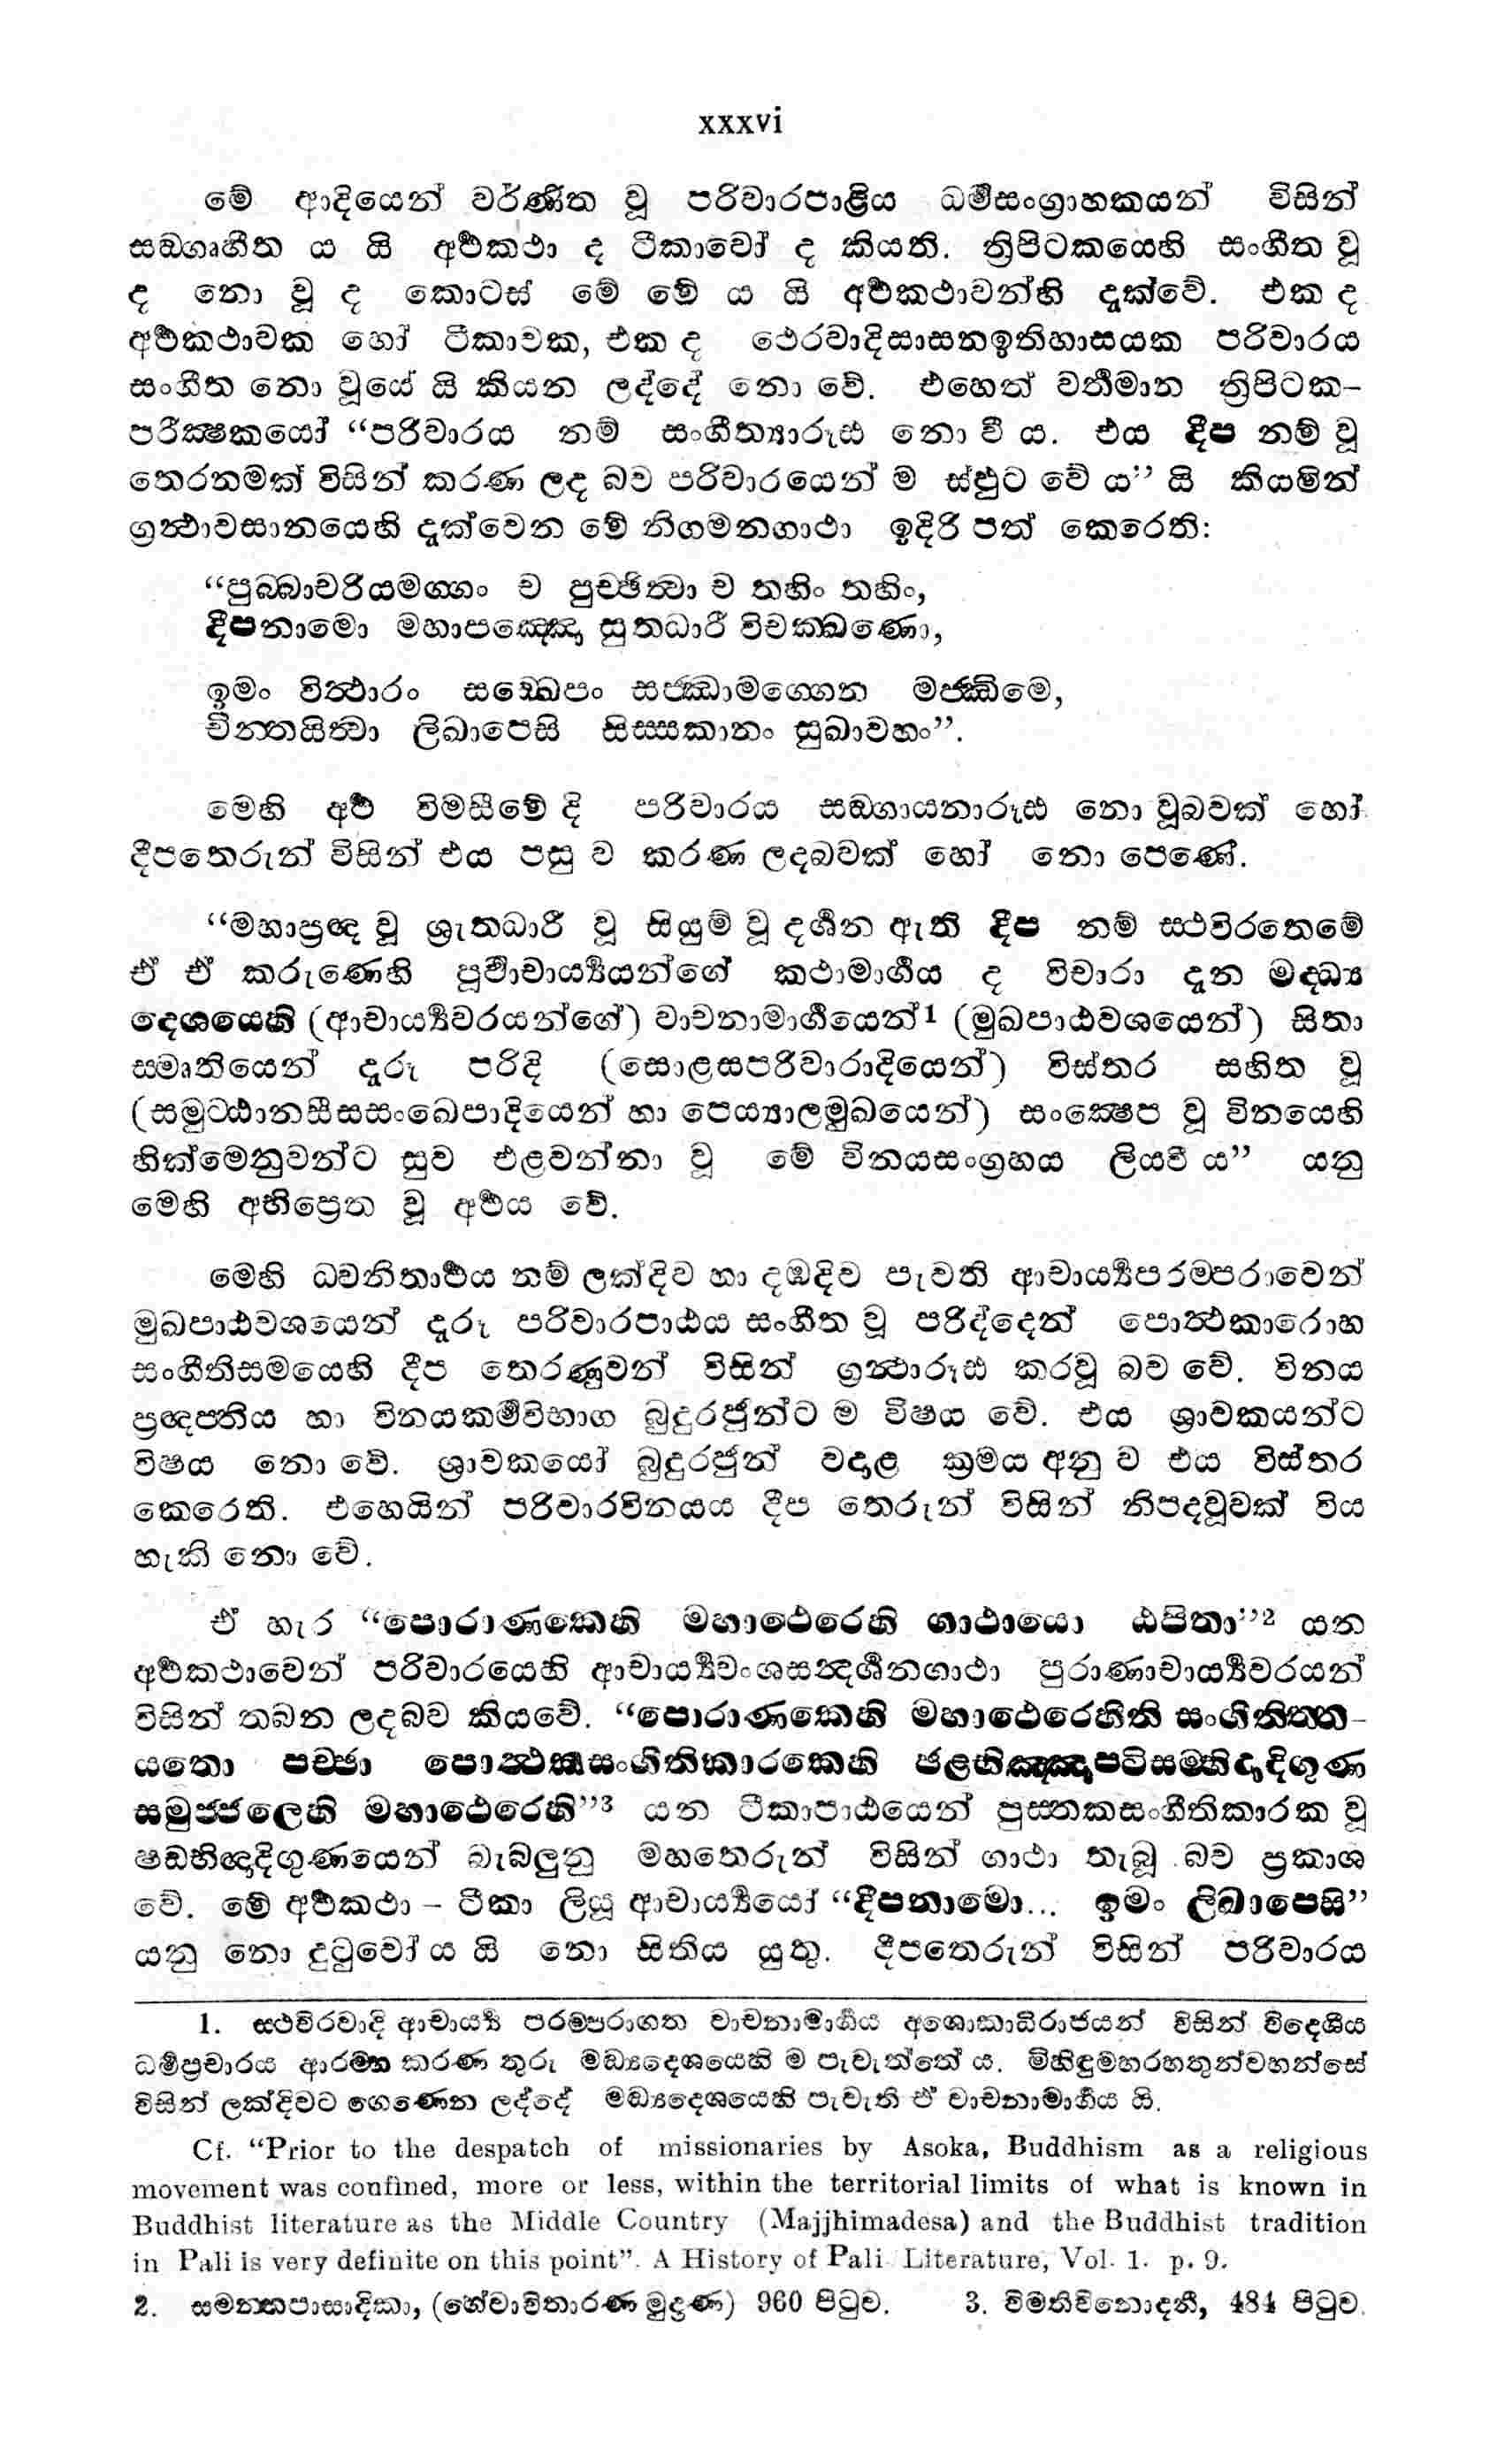 xxxvi
මේ ආදියෙන් වර්ණිත වූ පරිවාරපාළිය ධර්‍මසංග්‍රාහකයන් විසින්
සඞ්ගෘහීත ය යි අර්‍ථකථා ද ටීකාවෝ ද කියති. ත්‍රිපිටකයෙහි සංගීත වූ
ද නො වූ ද කොටස් මේ මේ ය යි අර්‍ථකථාවන්හි දැක්වේ. එක ද
අර්‍ථකථාවක හෝ ටීකාවක, එක ද ථෙරවාදිසාසනඉතිහාසයක පරිවාරය
සංගීත නො වූයේ යි කියන ලද්දේ නො වේ. එහෙත් වර්‍තමාන ත්‍රිපිටක-
පරීක්‍ෂකයෝ “පරිවාරය නම් සංගීත්‍යාරූඪ නො වී ය. එය දීප නම් වූ
තෙරනමක් විසින් කරණ ලද බව පරිවාරයෙන් ම ස්ඵුට වේ ය” යි කියමින්
ග්‍රන්‍ථාවසානයෙහි දැක්වෙන මේ නිගමනගාථා ඉදිරි පත් කෙරෙති:
“පුබ්බාචරියමග්ගං ච පුච්ඡිත්‍වා ච තහිං තහිං,
දීපනාමො මහාපඤ්ඤො සුතධාරී විචක්ඛණො,
ඉමං විත්‍ථාරං සඞ්ඛෙපං සජ්ඣාමග්ගෙන මජ්ඣිමෙ,
චින්තයිත්‍වා ලිඛාපෙසි සිස්සකානං සුඛාවහං”.
මෙහි අර්‍ථ විමසීමේ දි පරිවාරය සඞ්ගායනාරූඪ නො වූබවක් හෝ
දීපතෙරුන් විසින් එය පසු ව කරණ ලදබවක් හෝ නො පෙණේ.
“මහාප්‍රඥ වූ ශ්‍රැතධාරී වූ සියුම් වූ දර්‍ශන ඇති දීප නම් ස්ථවිරතෙමේ
ඒ ඒ කරුණෙහි පූර්‍වාචාර්‍ය්‍යයන්ගේ කථාමාර්‍ගය ද විචාරා දැන මද්ධ්‍ය
දෙශයෙහි (ආචාර්‍ය්‍යවරයන්ගේ) වාචනාමාර්‍ගයෙන්1 (මුඛපාඨවශයෙන්) සිතා
ස්මෘතියෙන් දැරූ පරිදි (සොළසපරිවාරාදියෙන්) විස්තර සහිත වූ
(සමුට්ඨානසීසසංඛෙපාදියෙන් හා පෙය්‍යාලමුඛයෙන්) සංක්‍ෂෙප වූ විනයෙහි
හික්මෙනුවන්ට සුව එළවන්නා වූ මේ විනයසංග්‍රහය ලියවී ය” යනු
මෙහි අභිප්‍රෙත වූ අර්‍ථය වේ.
මෙහි ධ්වනිතාර්‍ථය නම් ලක්දිව හා දඹදිව පැවති ආචාර්‍ය්‍යපරම්පරාවෙන්
මුඛපාඨවශයෙන් දැරූ පරිවාරපාඨය සංගීත වූ පරිද්දෙන් පොත්‍ථකාරොහ
සංගීතිසමයෙහි දීප තෙරණුවන් විසින් ග්‍රන්‍ථාරූඪ කරවූ බව වේ. විනය
ප්‍රඥප්තිය හා විනයකර්‍මවිභාග බුදුරජුන්ට ම විෂය වේ. එය ශ්‍රාවකයන්ට
විෂය නො වේ. ශ්‍රාවකයෝ බුදුරජුන් වදාළ ක්‍රමය අනු ව එය විස්තර
කෙරෙති. එහෙයින් පරිවාරවිනයය දීප තෙරුන් විසින් නිපදවූවක් විය
හැකි නො වේ.
ඒ හැර “පොරාණකෙහි මහාථෙරෙහි ගාථායො ඨපිතා”2 යන
අර්‍ථකථාවෙන් පරිවාරයෙහි ආචාර්‍ය්‍යවංශසන්‍දර්‍ශනගාථා පුරාණාචාර්‍ය්‍යවරයන්
විසින් තබන ලදබව කියවේ. “පොරාණකෙහි මහාථෙරෙහිති සංගීතිත්ත-
යතො පච්ඡා පොත්‍ථකසංගීතිකාරකෙහි ඡළභිඤ්ඤාපටිසම්භිදාදිගුණ
සමුජ්ජලෙහි මහාථෙරෙහි”3 යන ටීකාපාඨයෙන් පුස්තකසංගීතිකාරක වූ
ෂඩභිඥාදිගුණයෙන් බැබලුනු මහතෙරුන් විසින් ගාථා තැබූ බව ප්‍රකාශ
වේ. මේ අර්‍ථකථා – ටීකා ලියූ ආචාර්‍ය්‍යයෝ “දීපනාමො... ඉමං ලිඛාපෙසි”
යනු නො දුටුවෝ ය යි නො සිතිය යුතු. දීපතෙරුන් විසින් පරිවාරය
1. ස්ථවිරවාදි ආචාර්‍ය්‍ය පරම්පරාගත වාචනාමාර්‍ගය අශොකාධිරාජයන් විසින් විදෙශීය
ධර්‍මප්‍රචාරය ආරම්භ කරණ තුරු මධ්‍යදෙශයෙහි ම පැවැත්තේ ය. මිහිඳුමහරහතුන්වහන්සේ
විසින් ලක්දිවට ගෙණෙන ලද්දේ මධ්‍යදෙශයෙහි පැවැති ඒ වාචනාමාර්‍ගය යි.
Cf. “Prior to the despatch of missionaries by Asoka, Buddhism as a religious
movement was confined, more or less, within the territorial limits of what is known in
Buddhist literature as the Middle Country (Majjhimadesa) and the Buddhist tradition
in Pali is very definite on this point”. A History of Pali Literature, Vol. 1. p. 9.
2. සමන්තපාසාදිකා, (හේවාවිතාරණ මුද්‍රණ) 960 පිටුව. 3. විමතිවිනොදනී, 484 පිටුව.